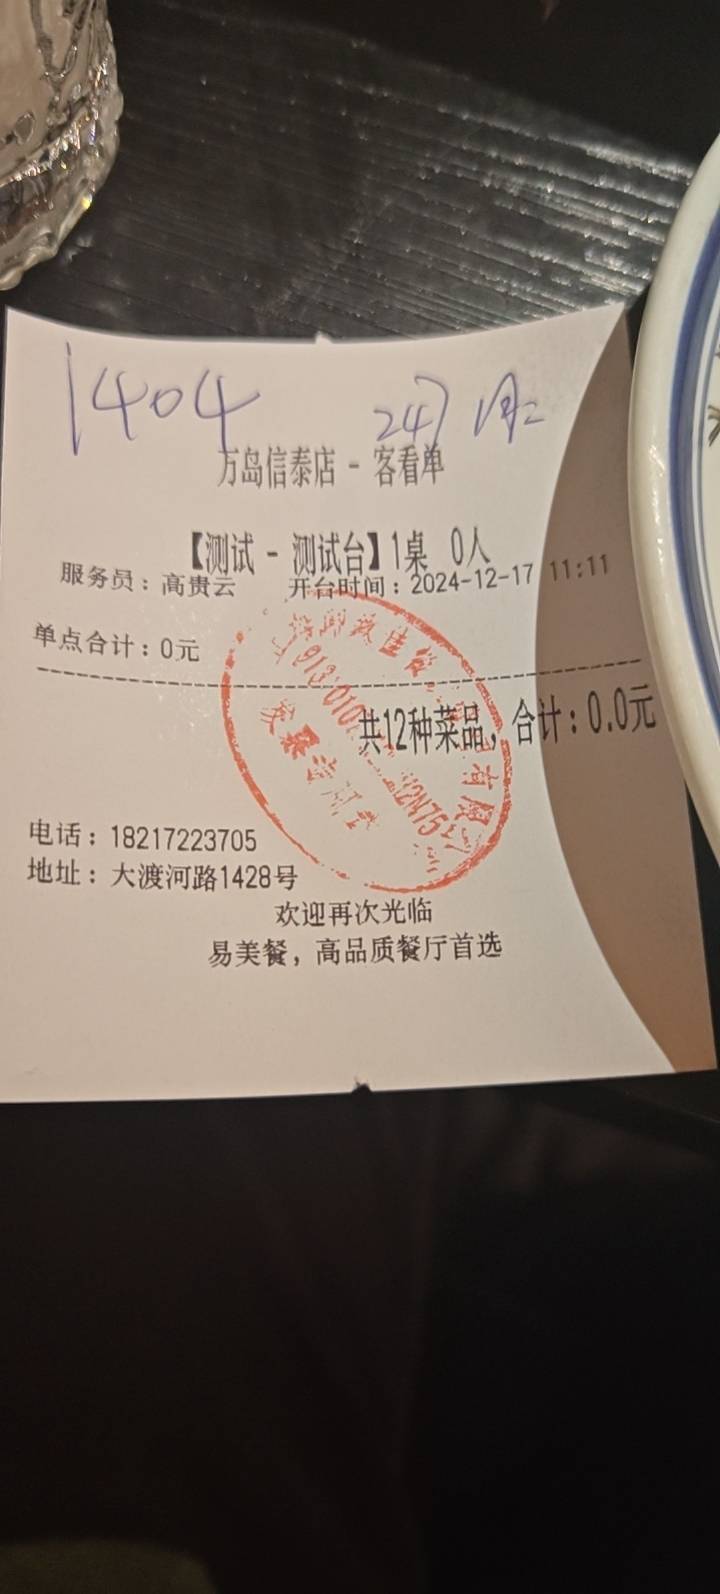 1404
247
万岛信泰店 - 客看单
【测试 - 测试台】1桌 0人
服务员：高贵云 开台时间：2024-12-17 11:11
单点合计：0元
共12种菜品，合计：0.0元
电话：18217223705
地址：大渡河路1428号
欢迎再次光临
易美餐，高品质餐厅首选